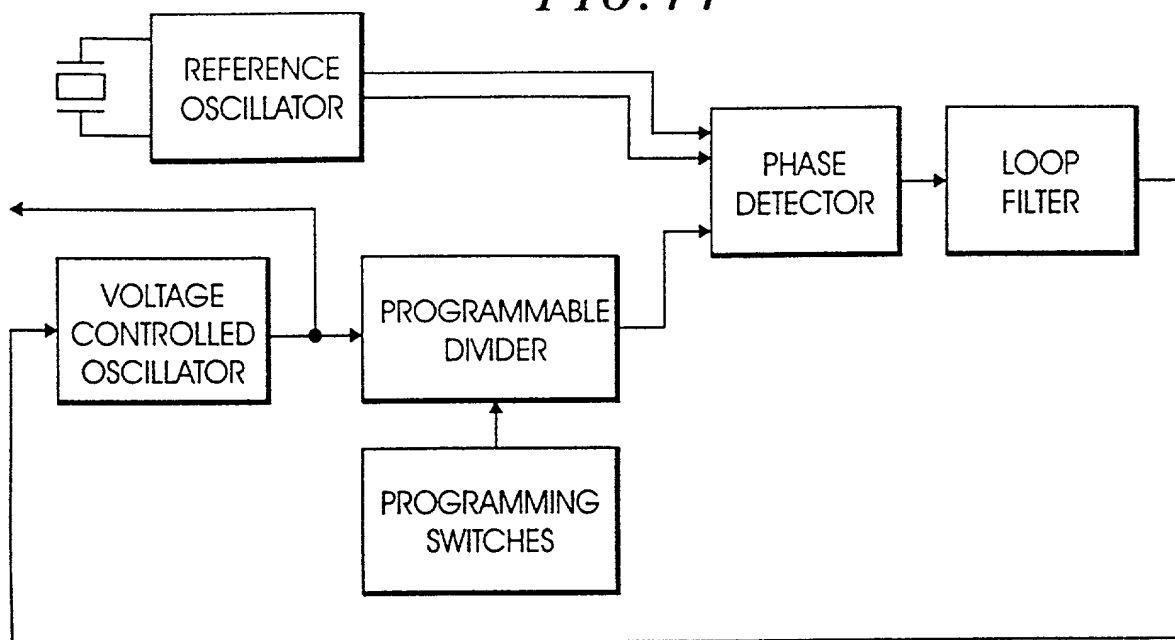 REFERENCE
OSCILLATOR
PHASE
DETECTOR
LOOP
FILTER
VOLTAGE
CONTROLLED
OSCILLATOR
PROGRAMMABLE
DIVIDER
PROGRAMMING
SWITCHES